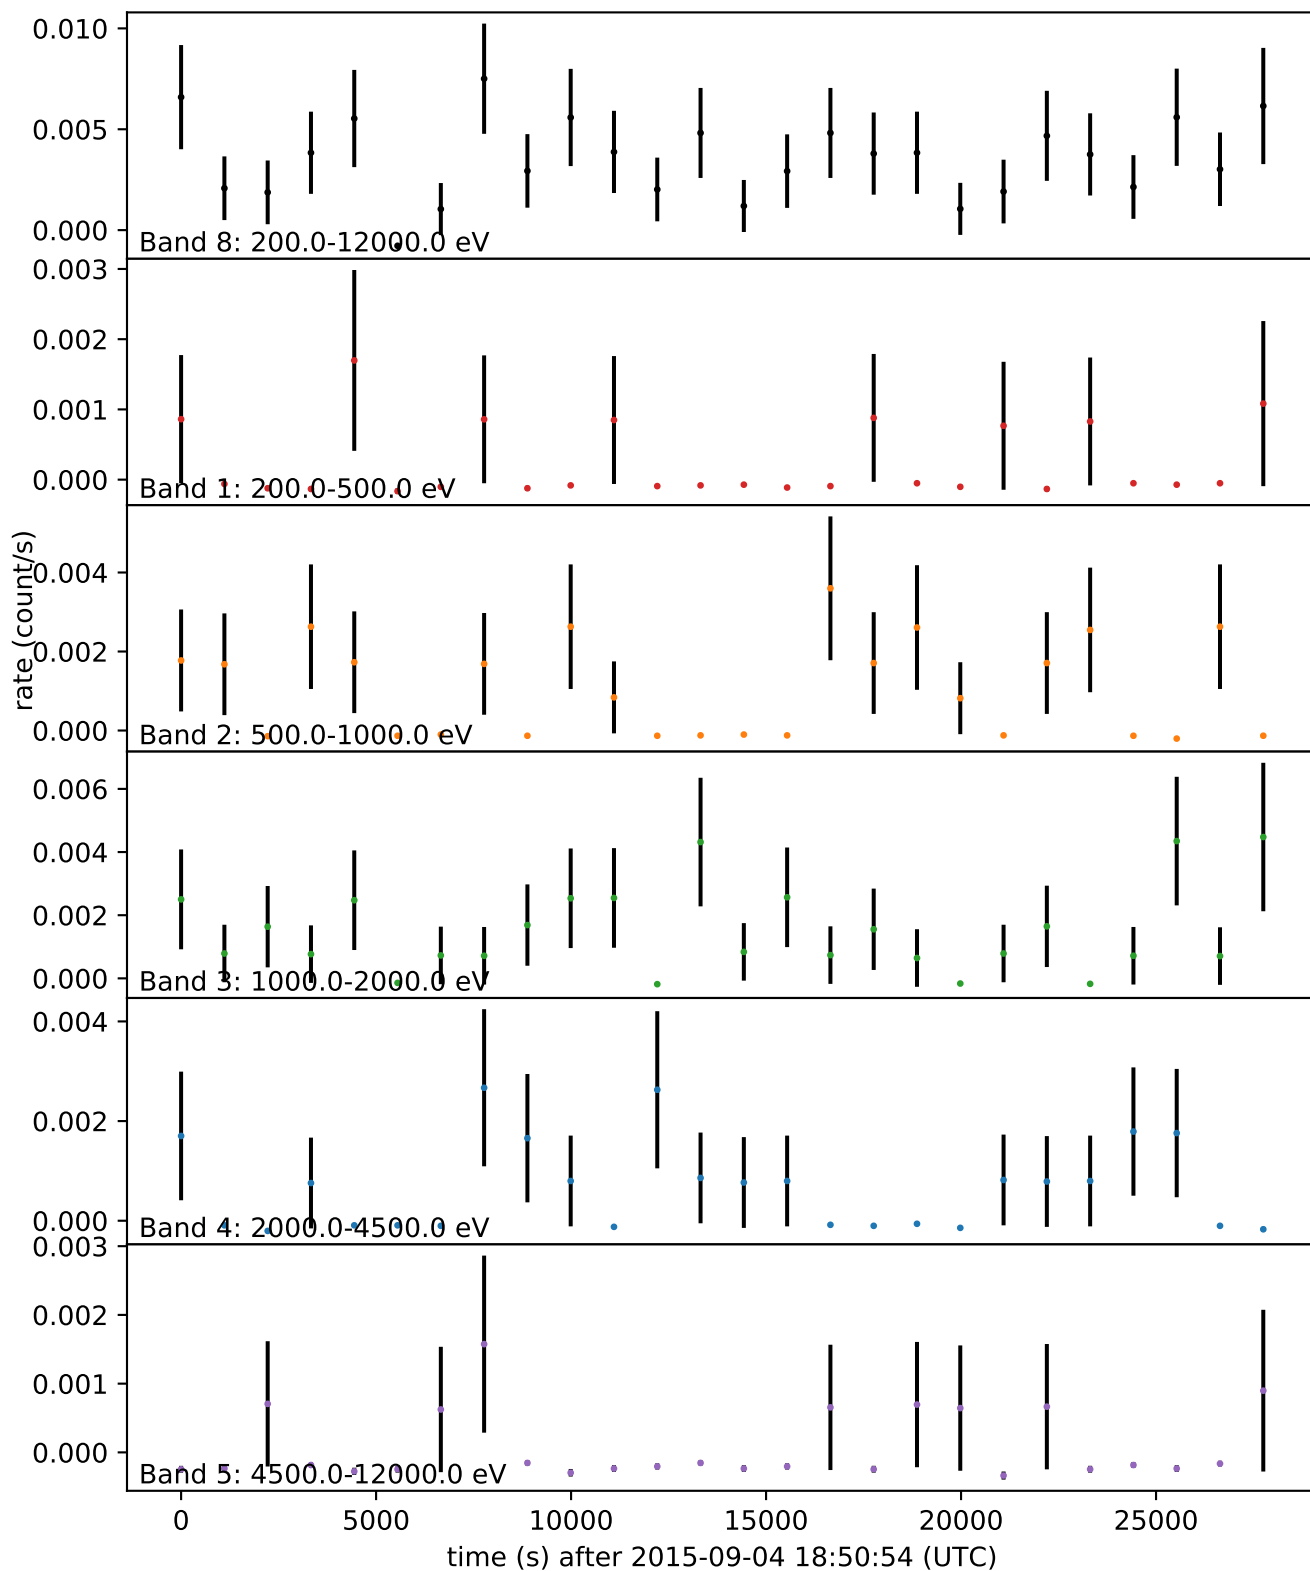 0.010
0.005
0.000
Band 8: 200.0-12000.0 eV
0.003
0.002
0.001
0.000
Band 1: 200.0-500.0 eV
rate (count/s)
0.004
0.002
0.000
Band 2: 500.0-1000.0 eV
0.006
0.004
0.002
0.000
Band 3: 1000.0-2000.0 eV
0.004
0.002
0.000
Band 4: 2000.0-4500.0 eV
0.003
0.002
0.001
0.000
Band 5: 4500.0-12000.0 eV
0 5000 10000 15000 20000 25000
time (s) after 2015-09-04 18:50:54 (UTC)